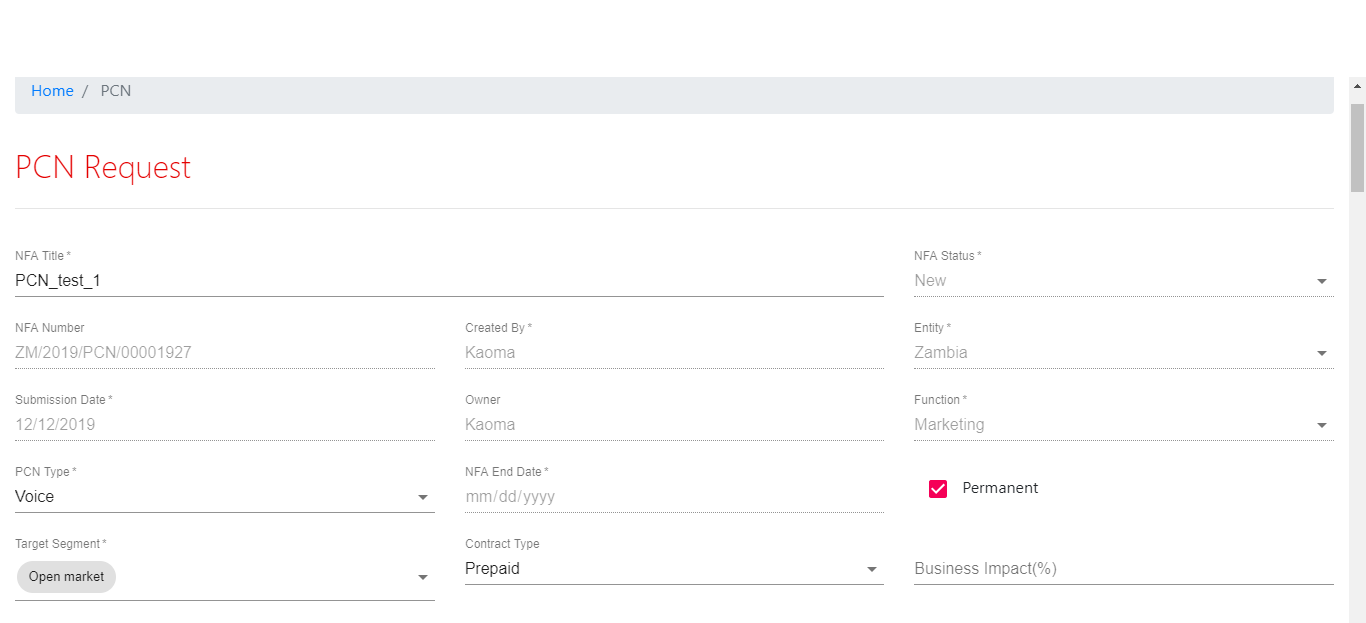 Home / PCN
PCN Request
NFA Title *
PCN_test_1
NFA Status *
New
NFA Number
ZM/2019/PCN/00001927
Created By *
Kaoma
Entity *
Zambia
Submission Date *
12/12/2019
Owner
Kaoma
Function *
Marketing
PCN Type *
Voice
NFA End Date *
mm/dd/yyyy
Permanent
Target Segment *
Open market
Contract Type
Prepaid
Business Impact(%)